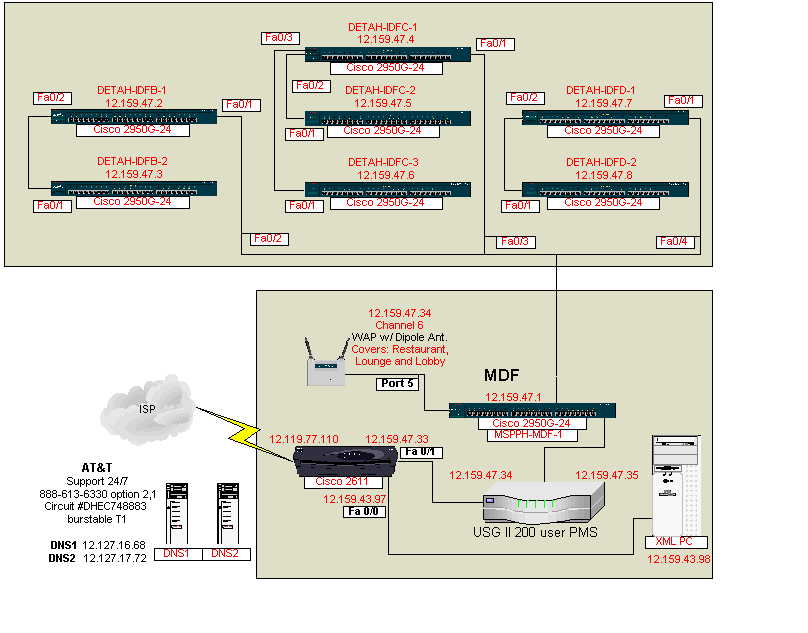 DETAH-IDFC-1
12.159.47.4
Fa0/3
Fa0/1
Cisco 2950G-24
Fa0/2
DETAH-IDFB-1
12.159.47.2
Fa0/2
Fa0/1
Cisco 2950G-24
DETAH-IDFC-2
12.159.47.5
Fa0/1
Cisco 2950G-24
DETAH-IDFD-1
12.159.47.7
Fa0/2
Fa0/1
Cisco 2950G-24
DETAH-IDFB-2
12.159.47.3
Fa0/1
Cisco 2950G-24
DETAH-IDFC-3
12.159.47.6
Fa0/1
Cisco 2950G-24
DETAH-IDFD-2
12.159.47.8
Fa0/1
Cisco 2950G-24
Fa0/2
Fa0/3
Fa0/4
12.159.47.34
Channel 6
WAP w/ Dipole Ant.
Covers: Restaurant,
Lounge and Lobby
Port 5
MDF
12.159.47.1
Cisco 2950G-24
MSPPH-MDF-1
ISP
12.119.77.110
12.159.47.33
Fa 0/1
Cisco 2611
12.159.43.97
Fa 0/0
12.159.47.34
12.159.47.35
USG II 200 user PMS
XML PC
12.159.43.98
AT&T
Support 24/7
888-613-6330 option 2,1
Circuit #DHEC748883
burstable T1
DNS1 12.127.16.68
DNS2 12.127.17.72
DNS1
DNS2